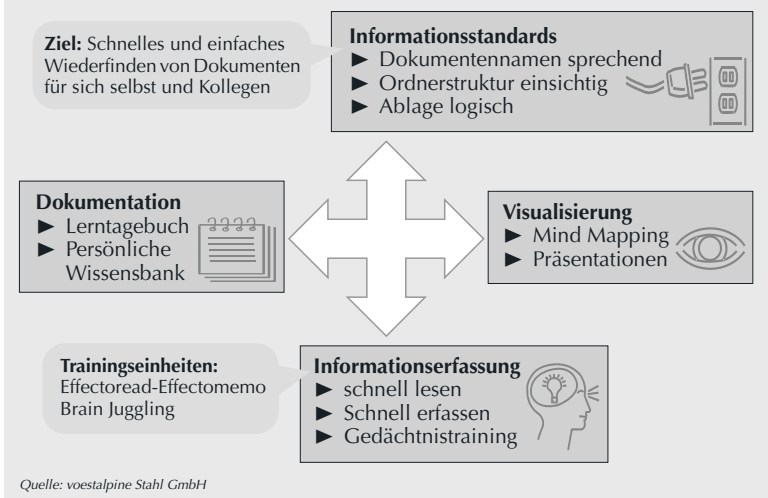 Ziel: Schnelles und einfaches
Wiederfinden von Dokumenten
für sich selbst und Kollegen
Informationsstandards
► Dokumentennamen sprechend
► Ordnerstruktur einsichtig
► Ablage logisch
Dokumentation
► Lerntagebuch
► Persönliche
Wissensbank
Visualisierung
► Mind Mapping
► Präsentationen
Trainingseinheiten:
Effectoread-Effectomemo
Brain Juggling
Informationserfassung
► schnell lesen
► Schnell erfassen
► Gedächtnistraining
Quelle: voestalpine Stahl GmbH